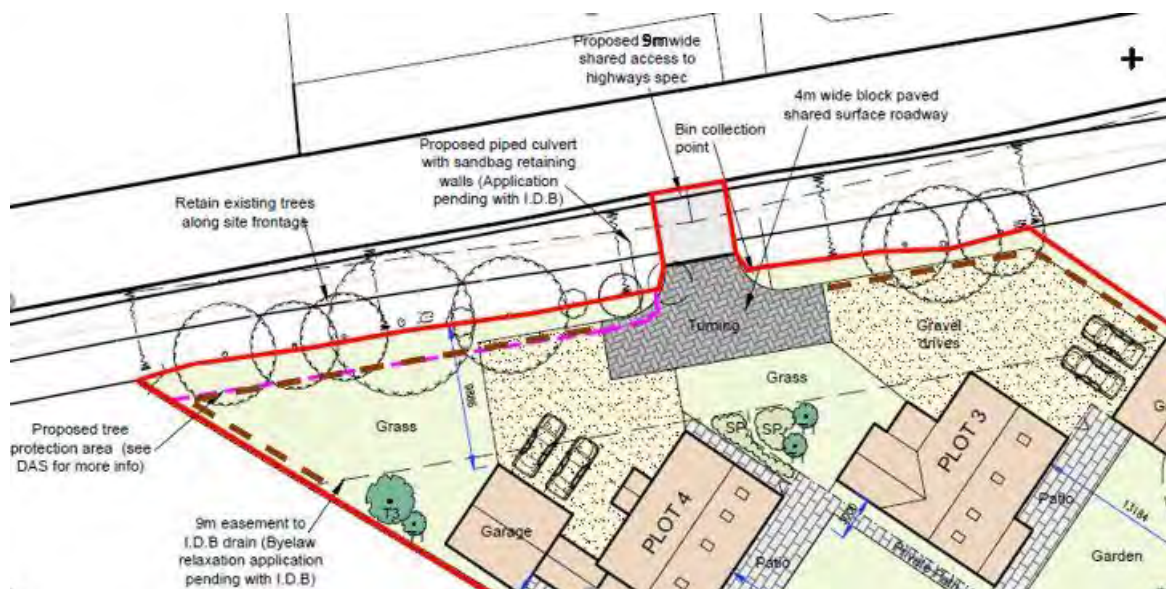 Proposed 9m wide
shared access to
highways spec
4m wide block paved
shared surface roadway
Bin collection
point
Proposed piped culvert
with sandbag retaining
walls (Application
pending with I.D.B)
Retain existing trees
along site frontage
Turning
Gravel
drives
Grass
Grass
SP
SP
Proposed tree
protection area (see
DAS for more info)
PLOT 3
PLOT 4
T3
Garage
Patio
Patio
13184
Garden
9m easement to
I.D.B drain (Byelaw
relaxation application
pending with I.D.B)